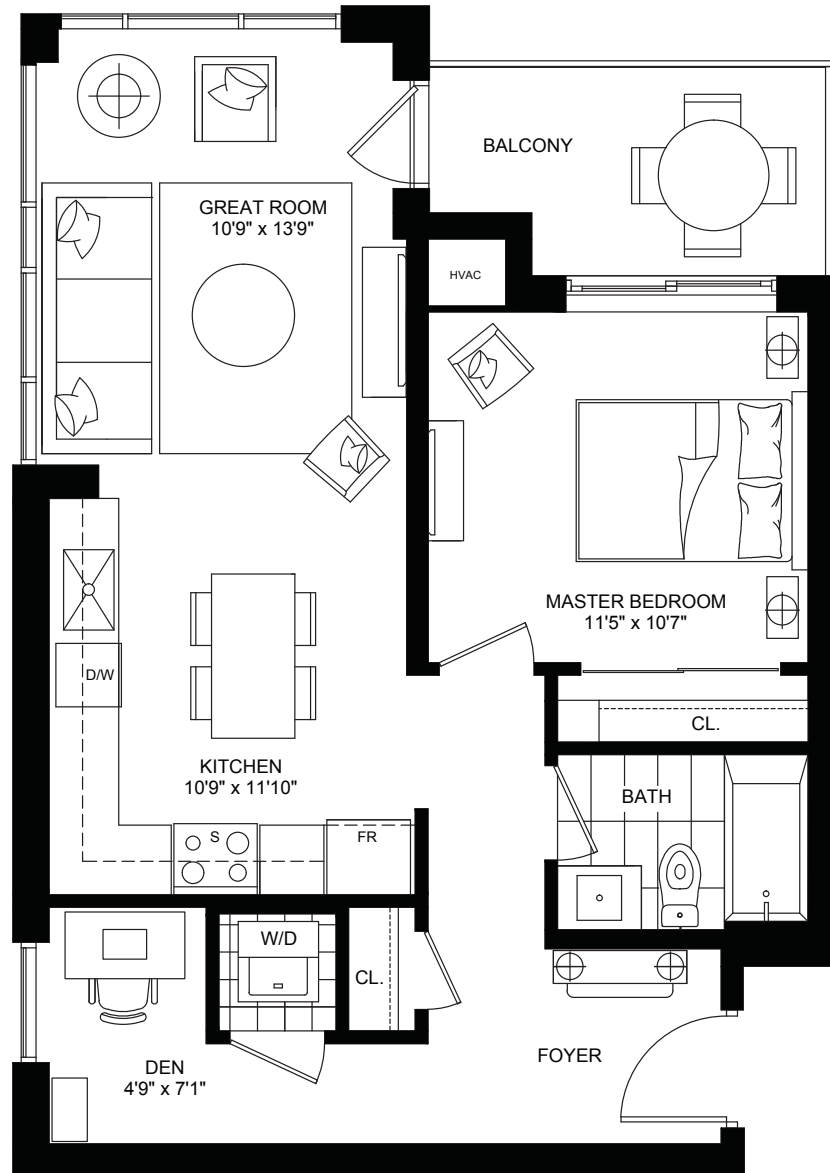 BALCONY
GREAT ROOM
10'9" x 13'9"
HVAC
MASTER BEDROOM
11'5" x 10'7"
D/W
CL.
KITCHEN
10'9" x 11'10"
BATH
S
FR
W/D
CL.
FOYER
DEN
4'9" x 7'1"